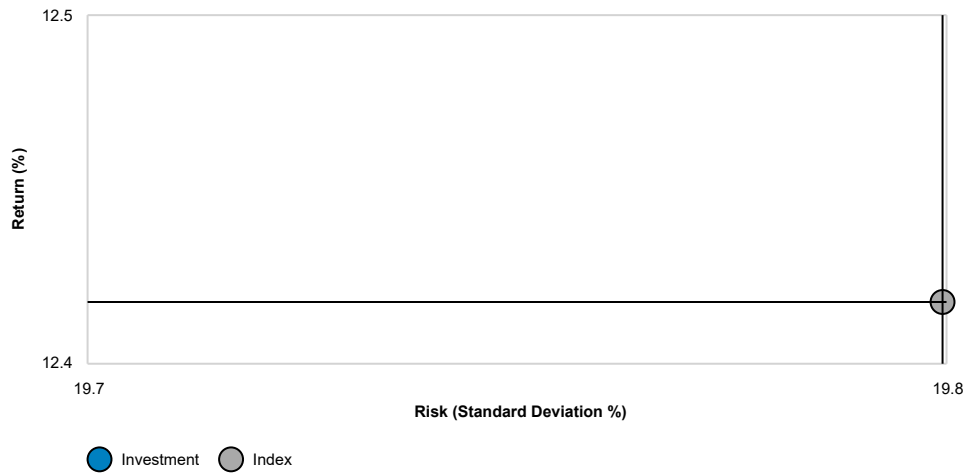 12.5
Return (%)
12.4
19.7
19.8
Risk (Standard Deviation %)
Investment
Index